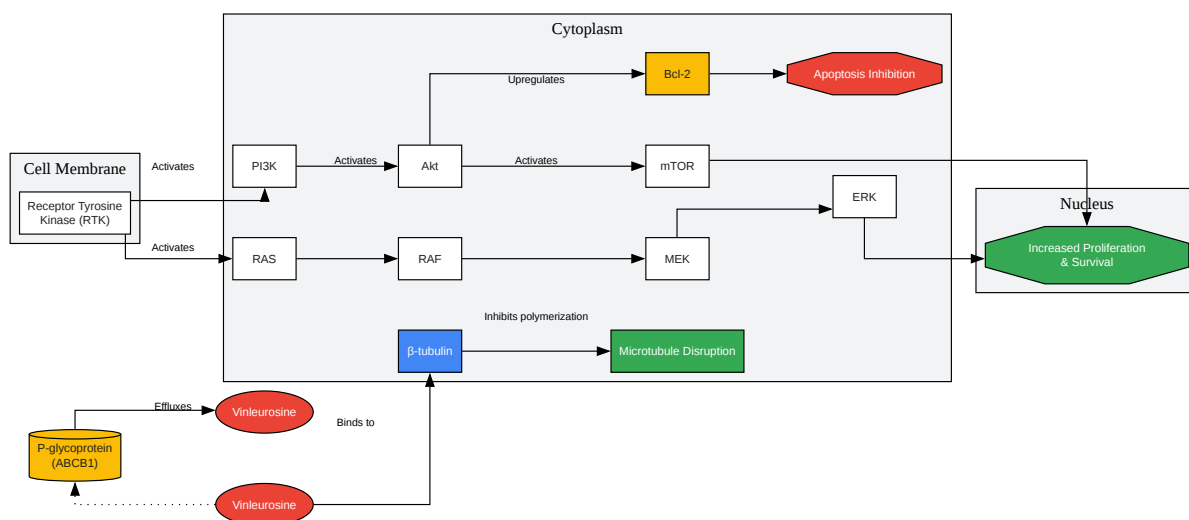 Cytoplasm
Bcl-2
Apoptosis Inhibition
Upregulates
Activates
PI3K
Activates
Akt
Activates
mTOR
Cell Membrane
Receptor Tyrosine
Kinase (RTK)
ERK
Nucleus
Activates
RAS
RAF
MEK
Increased Proliferation
& Survival
Inhibits polymerization
β-tubulin
Microtubule Disruption
Effluxes
Vinleurosine
Binds to
P-glycoprotein
(ABCB1)
Vinleurosine